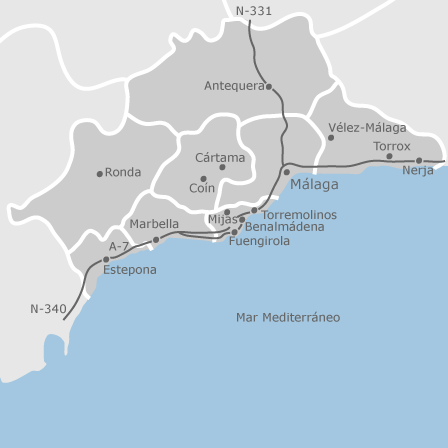 N-331
Antequera
Vélez-Málaga
Torrox
Nerja
Cártama
Ronda
Coín
Málaga
Mijas
Torremolinos
Marbella
Benalmádena
Fuengirola
A-7
Estepona
N-340
Mar Mediterráneo